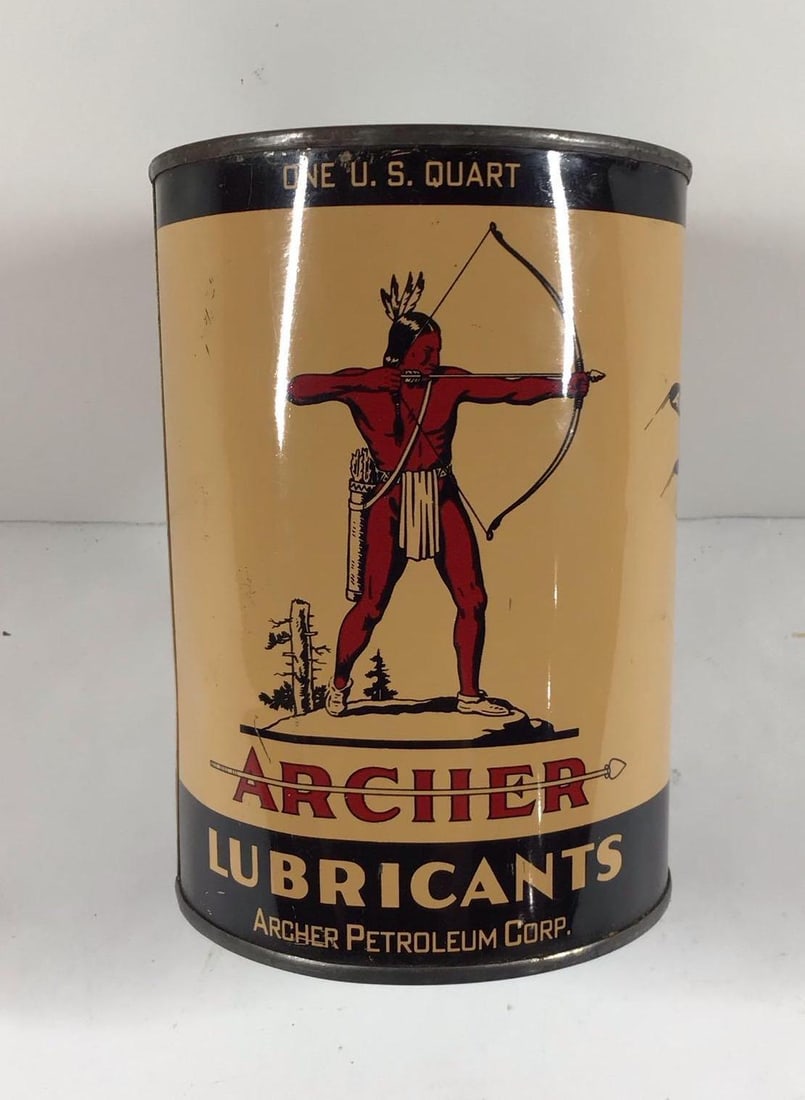 ONE U. S. QUART
ARCHER
LUBRICANTS
ARCHER PETROLEUM CORP.